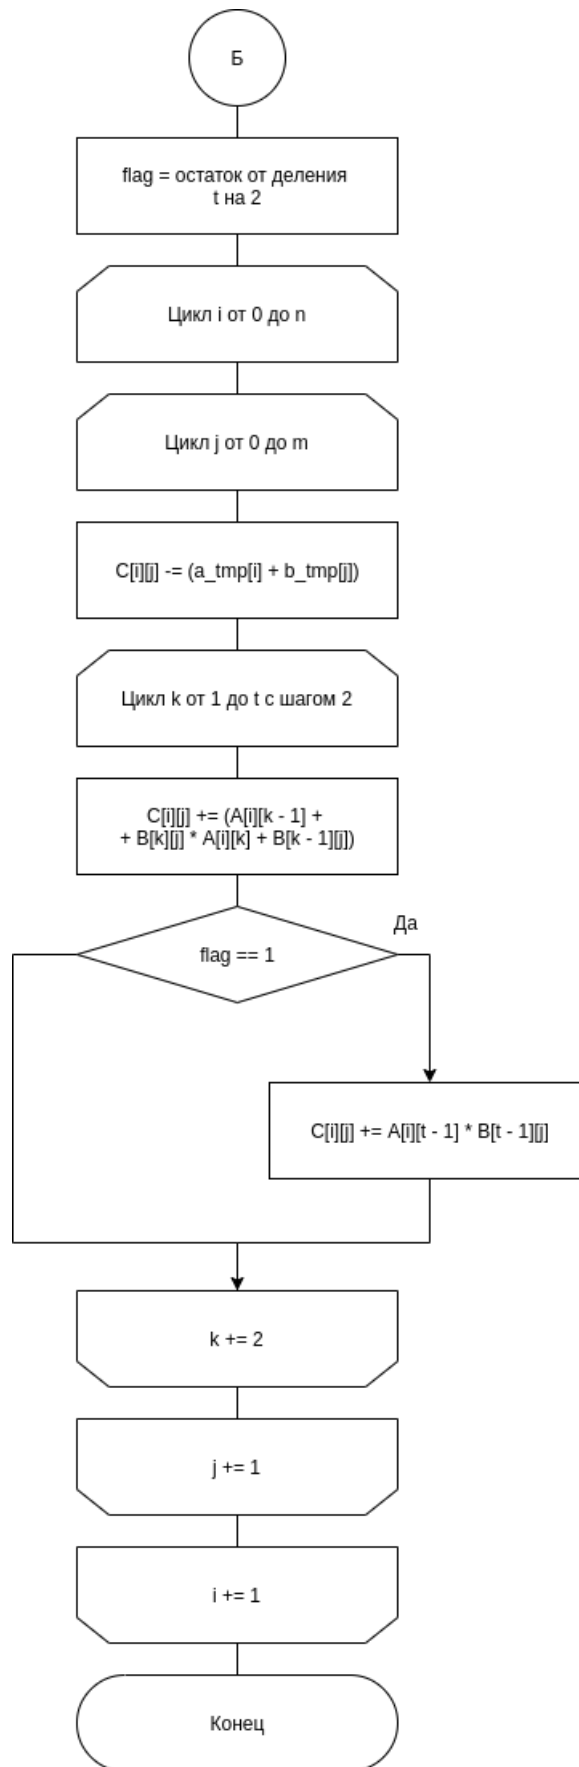 Б
flag = остаток от деления
t на 2
Цикл i от 0 до n
Цикл j от 0 до m
C[i][j] -= (a_tmp[i] + b_tmp[j])
Цикл k от 1 до t с шагом 2
C[i][j] += (A[i][k - 1] +
+ B[k][j] * A[i][k] + B[k - 1][j])
Да
flag == 1
C[i][j] += A[i][t - 1] * B[t - 1][j]
k += 2
j += 1
i += 1
Конец